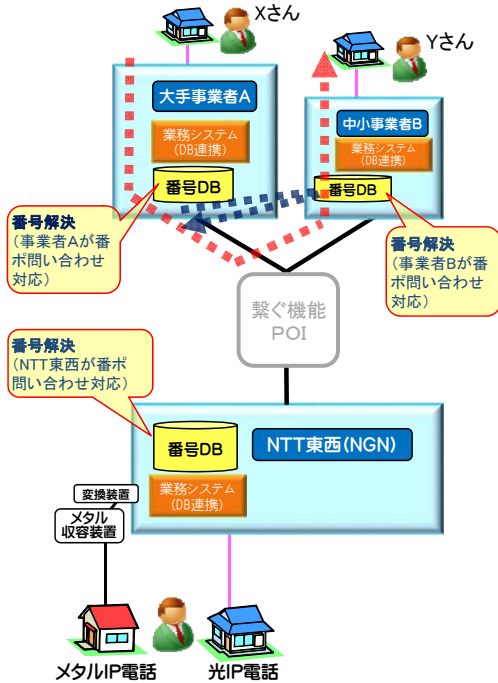 Xさん
Yさん
大手事業者A
業務システム
(DB連携)
番号DB
中小事業者B
業務システム
(DB連携)
番号DB
番号解決
(事業者Aが番
ポ問い合わせ
対応)
番号解決
(事業者Bが番
ポ問い合わせ
対応)
繋ぐ機能
POI
番号解決
(NTT東西が番ポ
問い合わせ対応)
番号DB
NTT東西(NGN)
業務システム
(DB連携)
変換装置
メタル
収容装置
メタルIP電話
光IP電話